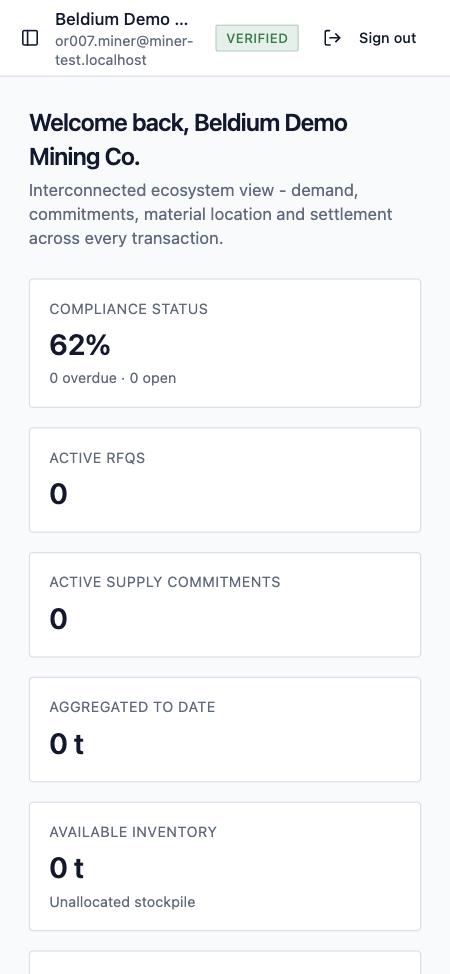 Beldium Demo ...
or007.miner@miner-
test.localhost
VERIFIED
Sign out
Welcome back, Beldium Demo
Mining Co.
Interconnected ecosystem view - demand,
commitments, material location and settlement
across every transaction.
COMPLIANCE STATUS
62%
0 overdue · 0 open
ACTIVE RFQS
0
ACTIVE SUPPLY COMMITMENTS
0
AGGREGATED TO DATE
0 t
AVAILABLE INVENTORY
0 t
Unallocated stockpile